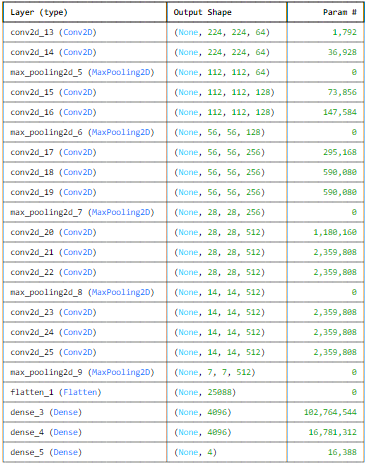 Layer (type) Output Shape Param #
conv2d_13 (Conv2D) (None, 224, 224, 64) 1,792
conv2d_14 (Conv2D) (None, 224, 224, 64) 36,928
max_pooling2d_5 (MaxPooling2D) (None, 112, 112, 64) 0
conv2d_15 (Conv2D) (None, 112, 112, 128) 73,856
conv2d_16 (Conv2D) (None, 112, 112, 128) 147,584
max_pooling2d_6 (MaxPooling2D) (None, 56, 56, 128) 0
conv2d_17 (Conv2D) (None, 56, 56, 256) 295,168
conv2d_18 (Conv2D) (None, 56, 56, 256) 590,080
conv2d_19 (Conv2D) (None, 56, 56, 256) 590,080
max_pooling2d_7 (MaxPooling2D) (None, 28, 28, 256) 0
conv2d_20 (Conv2D) (None, 28, 28, 512) 1,180,160
conv2d_21 (Conv2D) (None, 28, 28, 512) 2,359,808
conv2d_22 (Conv2D) (None, 28, 28, 512) 2,359,808
max_pooling2d_8 (MaxPooling2D) (None, 14, 14, 512) 0
conv2d_23 (Conv2D) (None, 14, 14, 512) 2,359,808
conv2d_24 (Conv2D) (None, 14, 14, 512) 2,359,808
conv2d_25 (Conv2D) (None, 14, 14, 512) 2,359,808
max_pooling2d_9 (MaxPooling2D) (None, 7, 7, 512) 0
flatten_1 (Flatten) (None, 25088) 0
dense_3 (Dense) (None, 4096) 102,764,544
dense_4 (Dense) (None, 4096) 16,781,312
dense_5 (Dense) (None, 4) 16,388